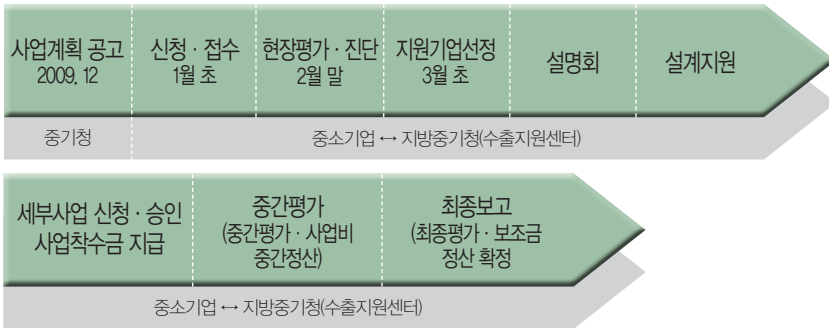 사업계획 공고
2009. 12
신청 · 접수
1월 초
현장평가 · 진단
2월 말
지원기업선정
3월 초
설명회
설계지원
중기청
중소기업 ↔ 지방중기청(수출지원센터)
세부사업 신청 · 승인
사업착수금 지급
중간평가
(중간평가 · 사업비
중간정산)
최종보고
(최종평가 · 보조금
정산 확정
중소기업 ↔ 지방중기청(수출지원센터)